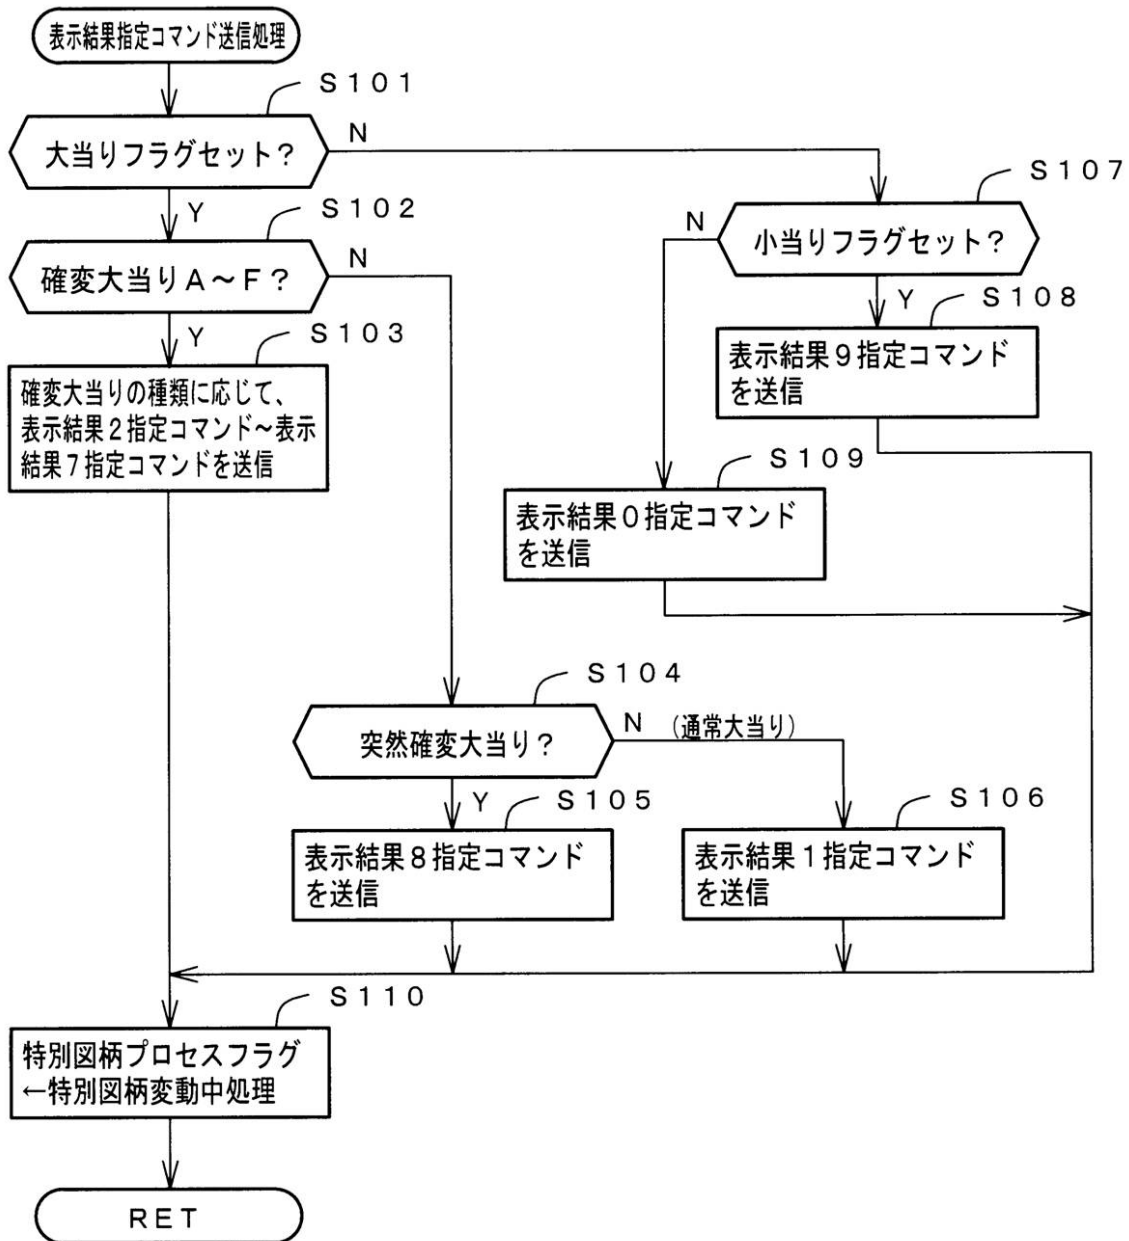 表示結果指定コマンド送信処理
S101
大当りフラグセット？
N
Y
S102
確変大当りA～F？
N
Y
S103
確変大当りの種類に応じて、
表示結果2指定コマンド～表示
結果7指定コマンドを送信
S107
小当りフラグセット？
N
Y
S108
表示結果9指定コマンド
を送信
S109
表示結果0指定コマンド
を送信
S104
突然確変大当り？
N （通常大当り）
Y
S105
表示結果8指定コマンド
を送信
S106
表示結果1指定コマンド
を送信
S110
特別図柄プロセスフラグ
←特別図柄変動中処理
RET